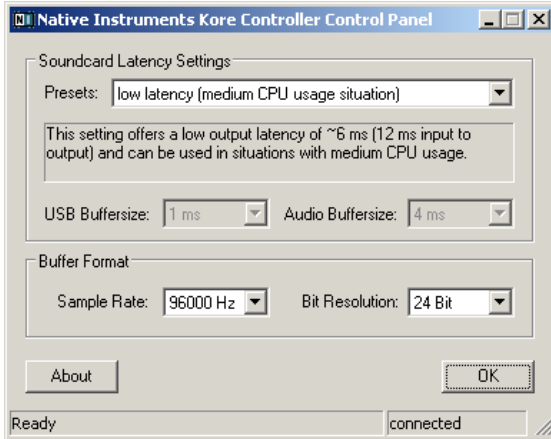 Native Instruments Kore Controller Control Panel
Soundcard Latency Settings
Presets: low latency (medium CPU usage situation)
This setting offers a low output latency of ~6 ms (12 ms input to
output) and can be used in situations with medium CPU usage.
USB Buffersize: 1 ms Audio Buffersize: 4 ms
Buffer Format
Sample Rate: 96000 Hz Bit Resolution: 24 Bit
About OK
Ready connected